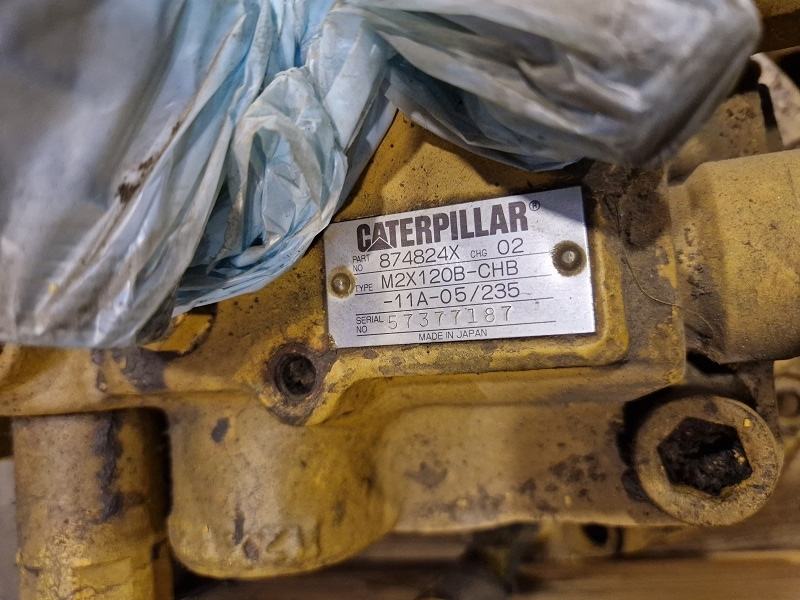 CATERPILLAR®
PART NO 874824X CHG 02
TYPE M2X120B-CHB
-11A-05/235
SERIAL NO 57377187
MADE IN JAPAN